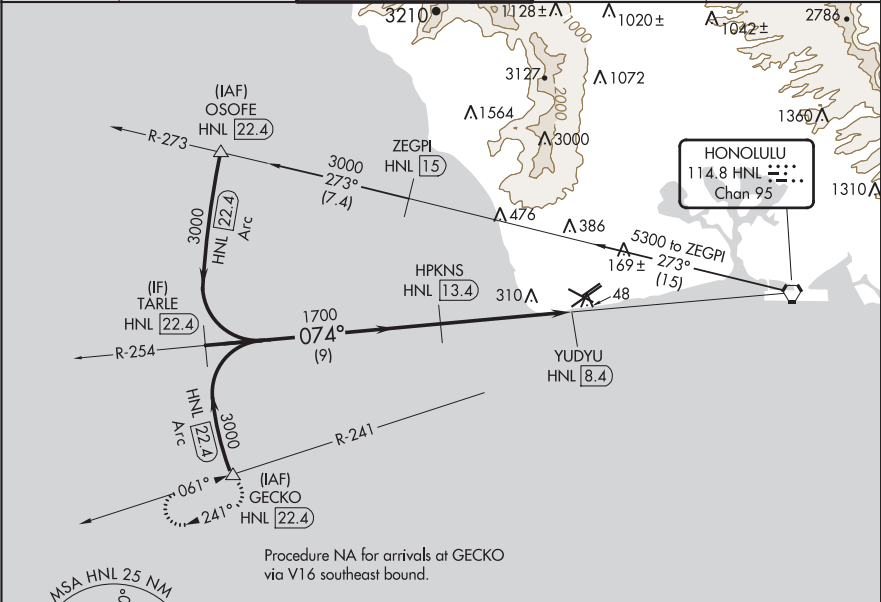 3210
1128±
1000
1020±
1042±
2786
3127
2000
1072
1564
3000
1360
1310
(IAF)
OSOFE
HNL 22.4
R-273
3000
273°
(7.4)
ZEGPI
HNL 15
HONOLULU
114.8 HNL
Chan 95
476
386
169±
5300 to ZEGPI
273°
(15)
3000
HNL 22.4
Arc
(IF)
TARLE
HNL 22.4
R-254
1700
074°
(9)
HPKNS
HNL 13.4
310
48
YUDYU
HNL 8.4
HNL 22.4
Arc
3000
R-241
061°
241°
(IAF)
GECKO
HNL 22.4
Procedure NA for arrivals at GECKO
via V16 southeast bound.
MSA HNL 25 NM